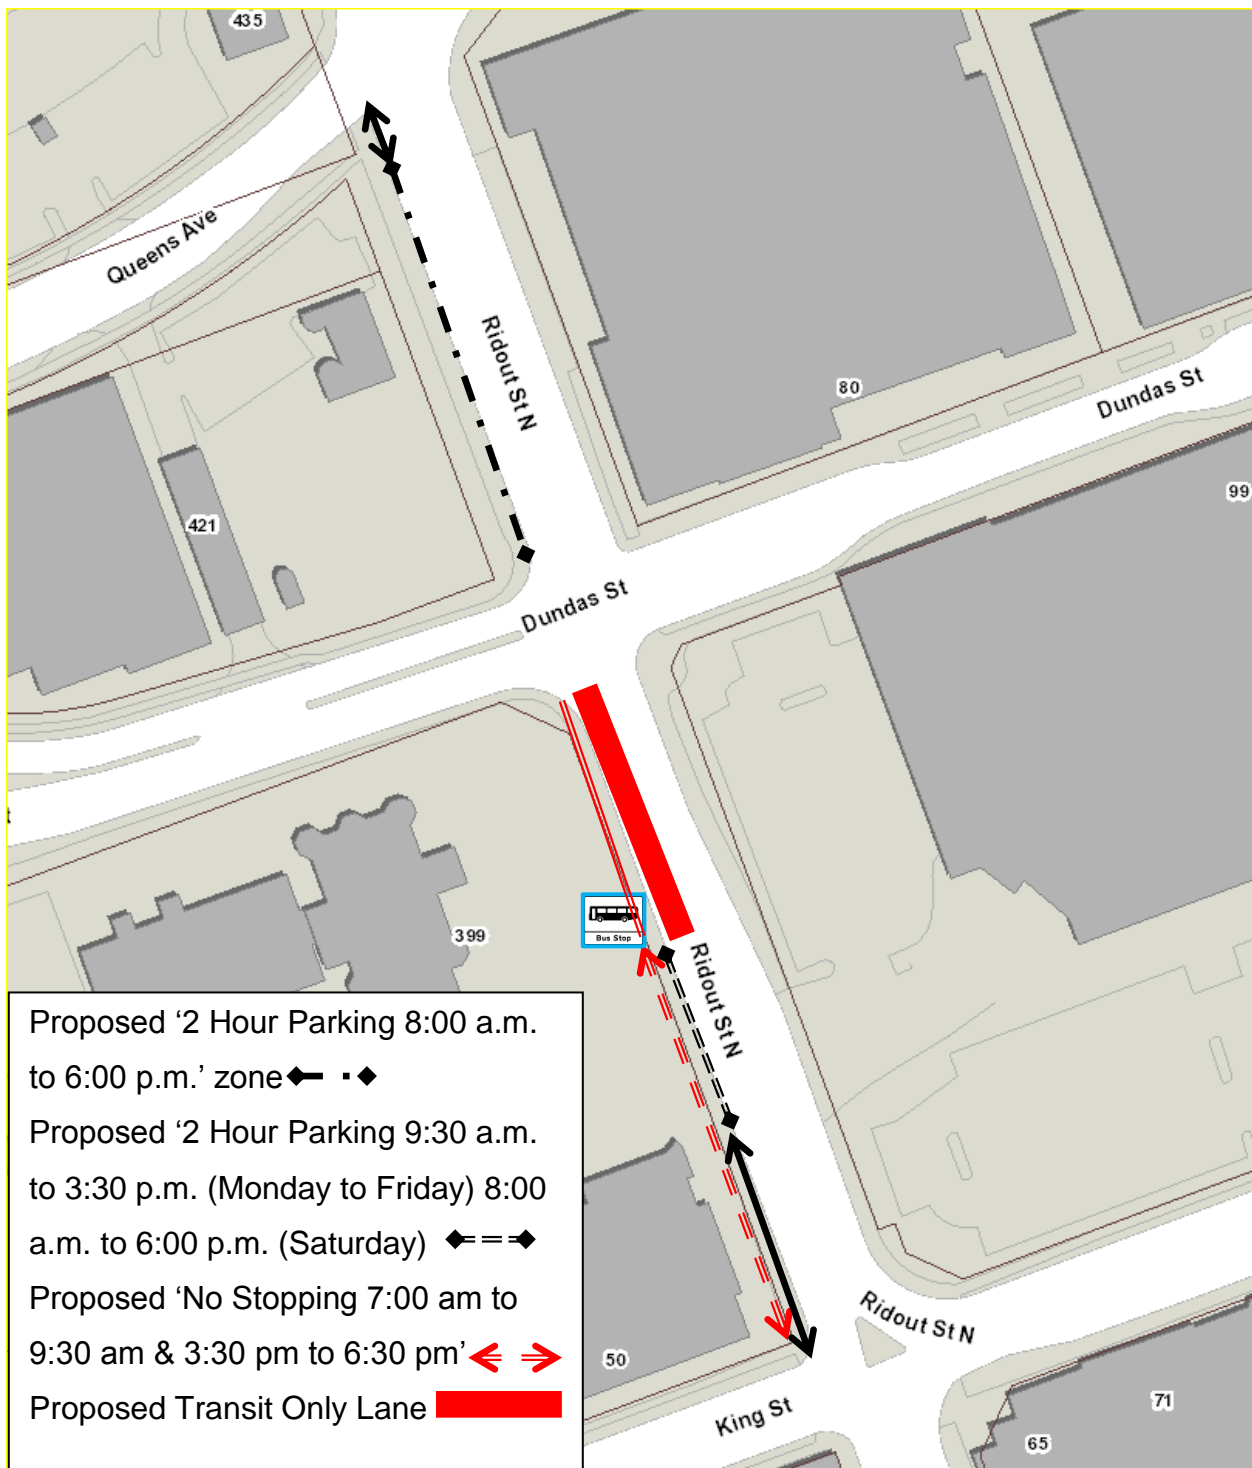 435
Queens Ave
Ridout St N
80
Dundas St
99
421
Dundas St
t
Bus Stop
399
Ridout St N
Proposed ‘2 Hour Parking 8:00 a.m.
to 6:00 p.m.’ zone
Proposed ‘2 Hour Parking 9:30 a.m.
to 3:30 p.m. (Monday to Friday) 8:00
a.m. to 6:00 p.m. (Saturday)
Proposed ‘No Stopping 7:00 am to
9:30 am & 3:30 pm to 6:30 pm’
Proposed Transit Only Lane
Ridout St N
50
King St
71
65